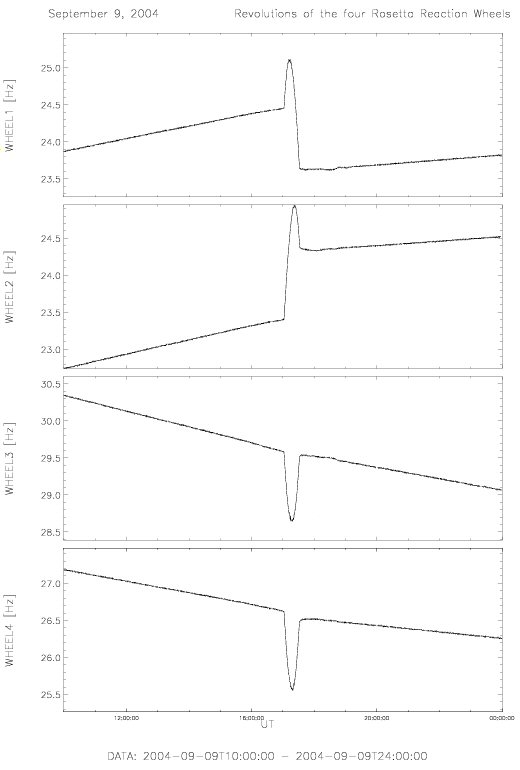 September 9, 2004 Revolutions of the four Rosetta Reaction Wheels
WHEEL1 [Hz]
25.0
24.5
24.0
23.5
WHEEL2 [Hz]
24.5
24.0
23.5
23.0
WHEEL3 [Hz]
30.5
30.0
29.5
29.0
28.5
WHEEL4 [Hz]
27.0
26.5
26.0
25.5
12:00:00 16:00:00 20:00:00 00:00:00
UT
DATA: 2004-09-09T10:00:00 - 2004-09-09T24:00:00